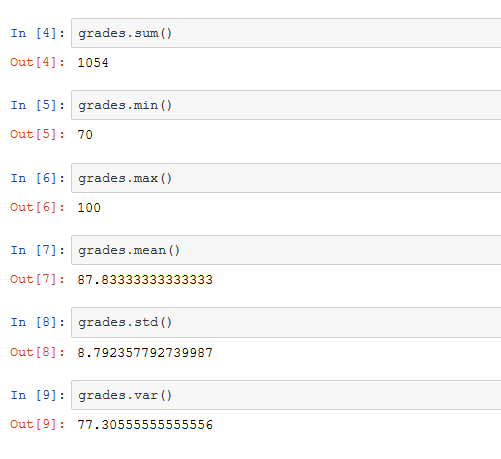 In [4]: grades.sum()
Out[4]: 1054
In [5]: grades.min()
Out[5]: 70
In [6]: grades.max()
Out[6]: 100
In [7]: grades.mean()
Out[7]: 87.83333333333333
In [8]: grades.std()
Out[8]: 8.792357792739987
In [9]: grades.var()
Out[9]: 77.30555555555556